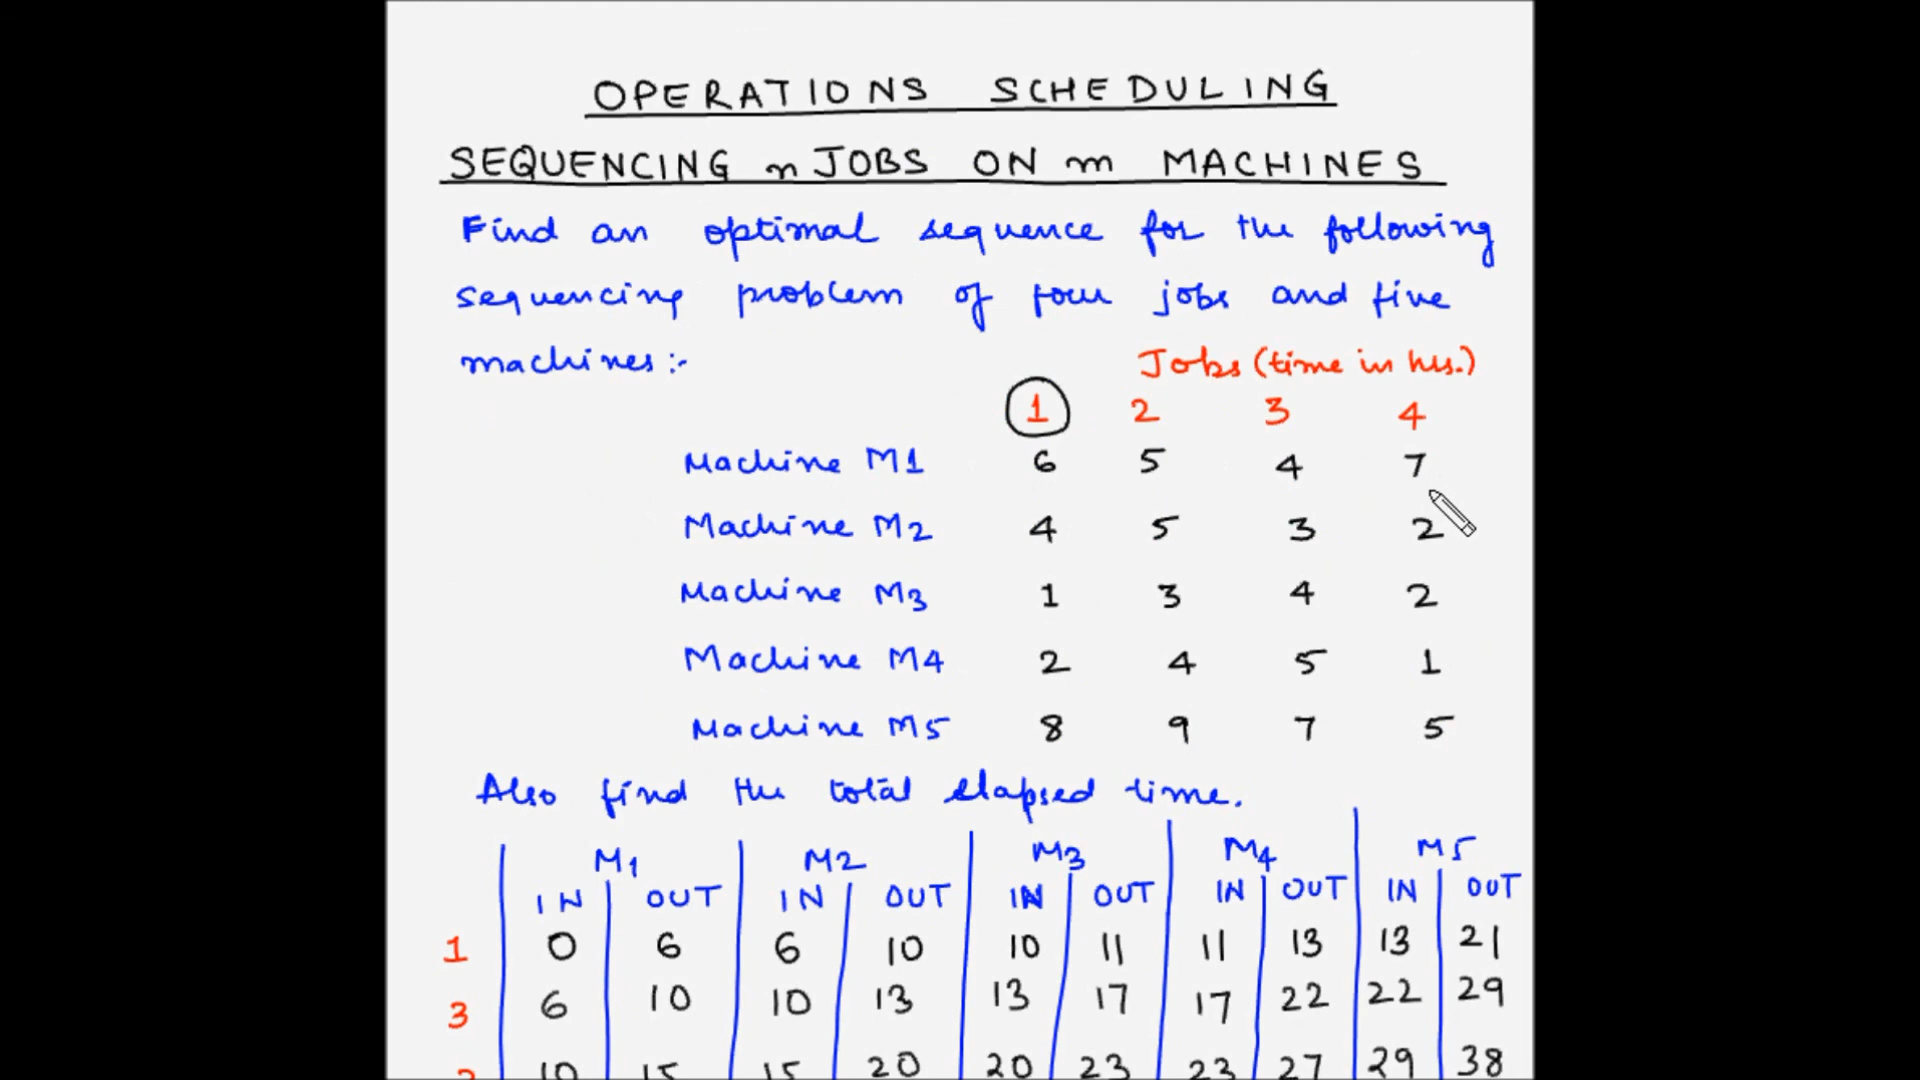 OPERATIONS SCHEDULING
SEQUENCING n JOBS ON m MACHINES
Find an optimal sequence for the following
sequencing problem of four jobs and five
machines :-
Jobs (time in hrs.)
1 2 3 4
Machine M1 6 5 4 7
Machine M2 4 5 3 2
Machine M3 1 3 4 2
Machine M4 2 4 5 1
Machine M5 8 9 7 5
Also find the total elapsed time.
M1 M2 M3 M4 M5
IN OUT IN OUT IN OUT IN OUT IN OUT
1 0 6 6 10 10 11 11 13 13 21
3 6 10 10 13 13 17 17 22 22 29
2 10 15 15 20 20 23 23 27 29 38